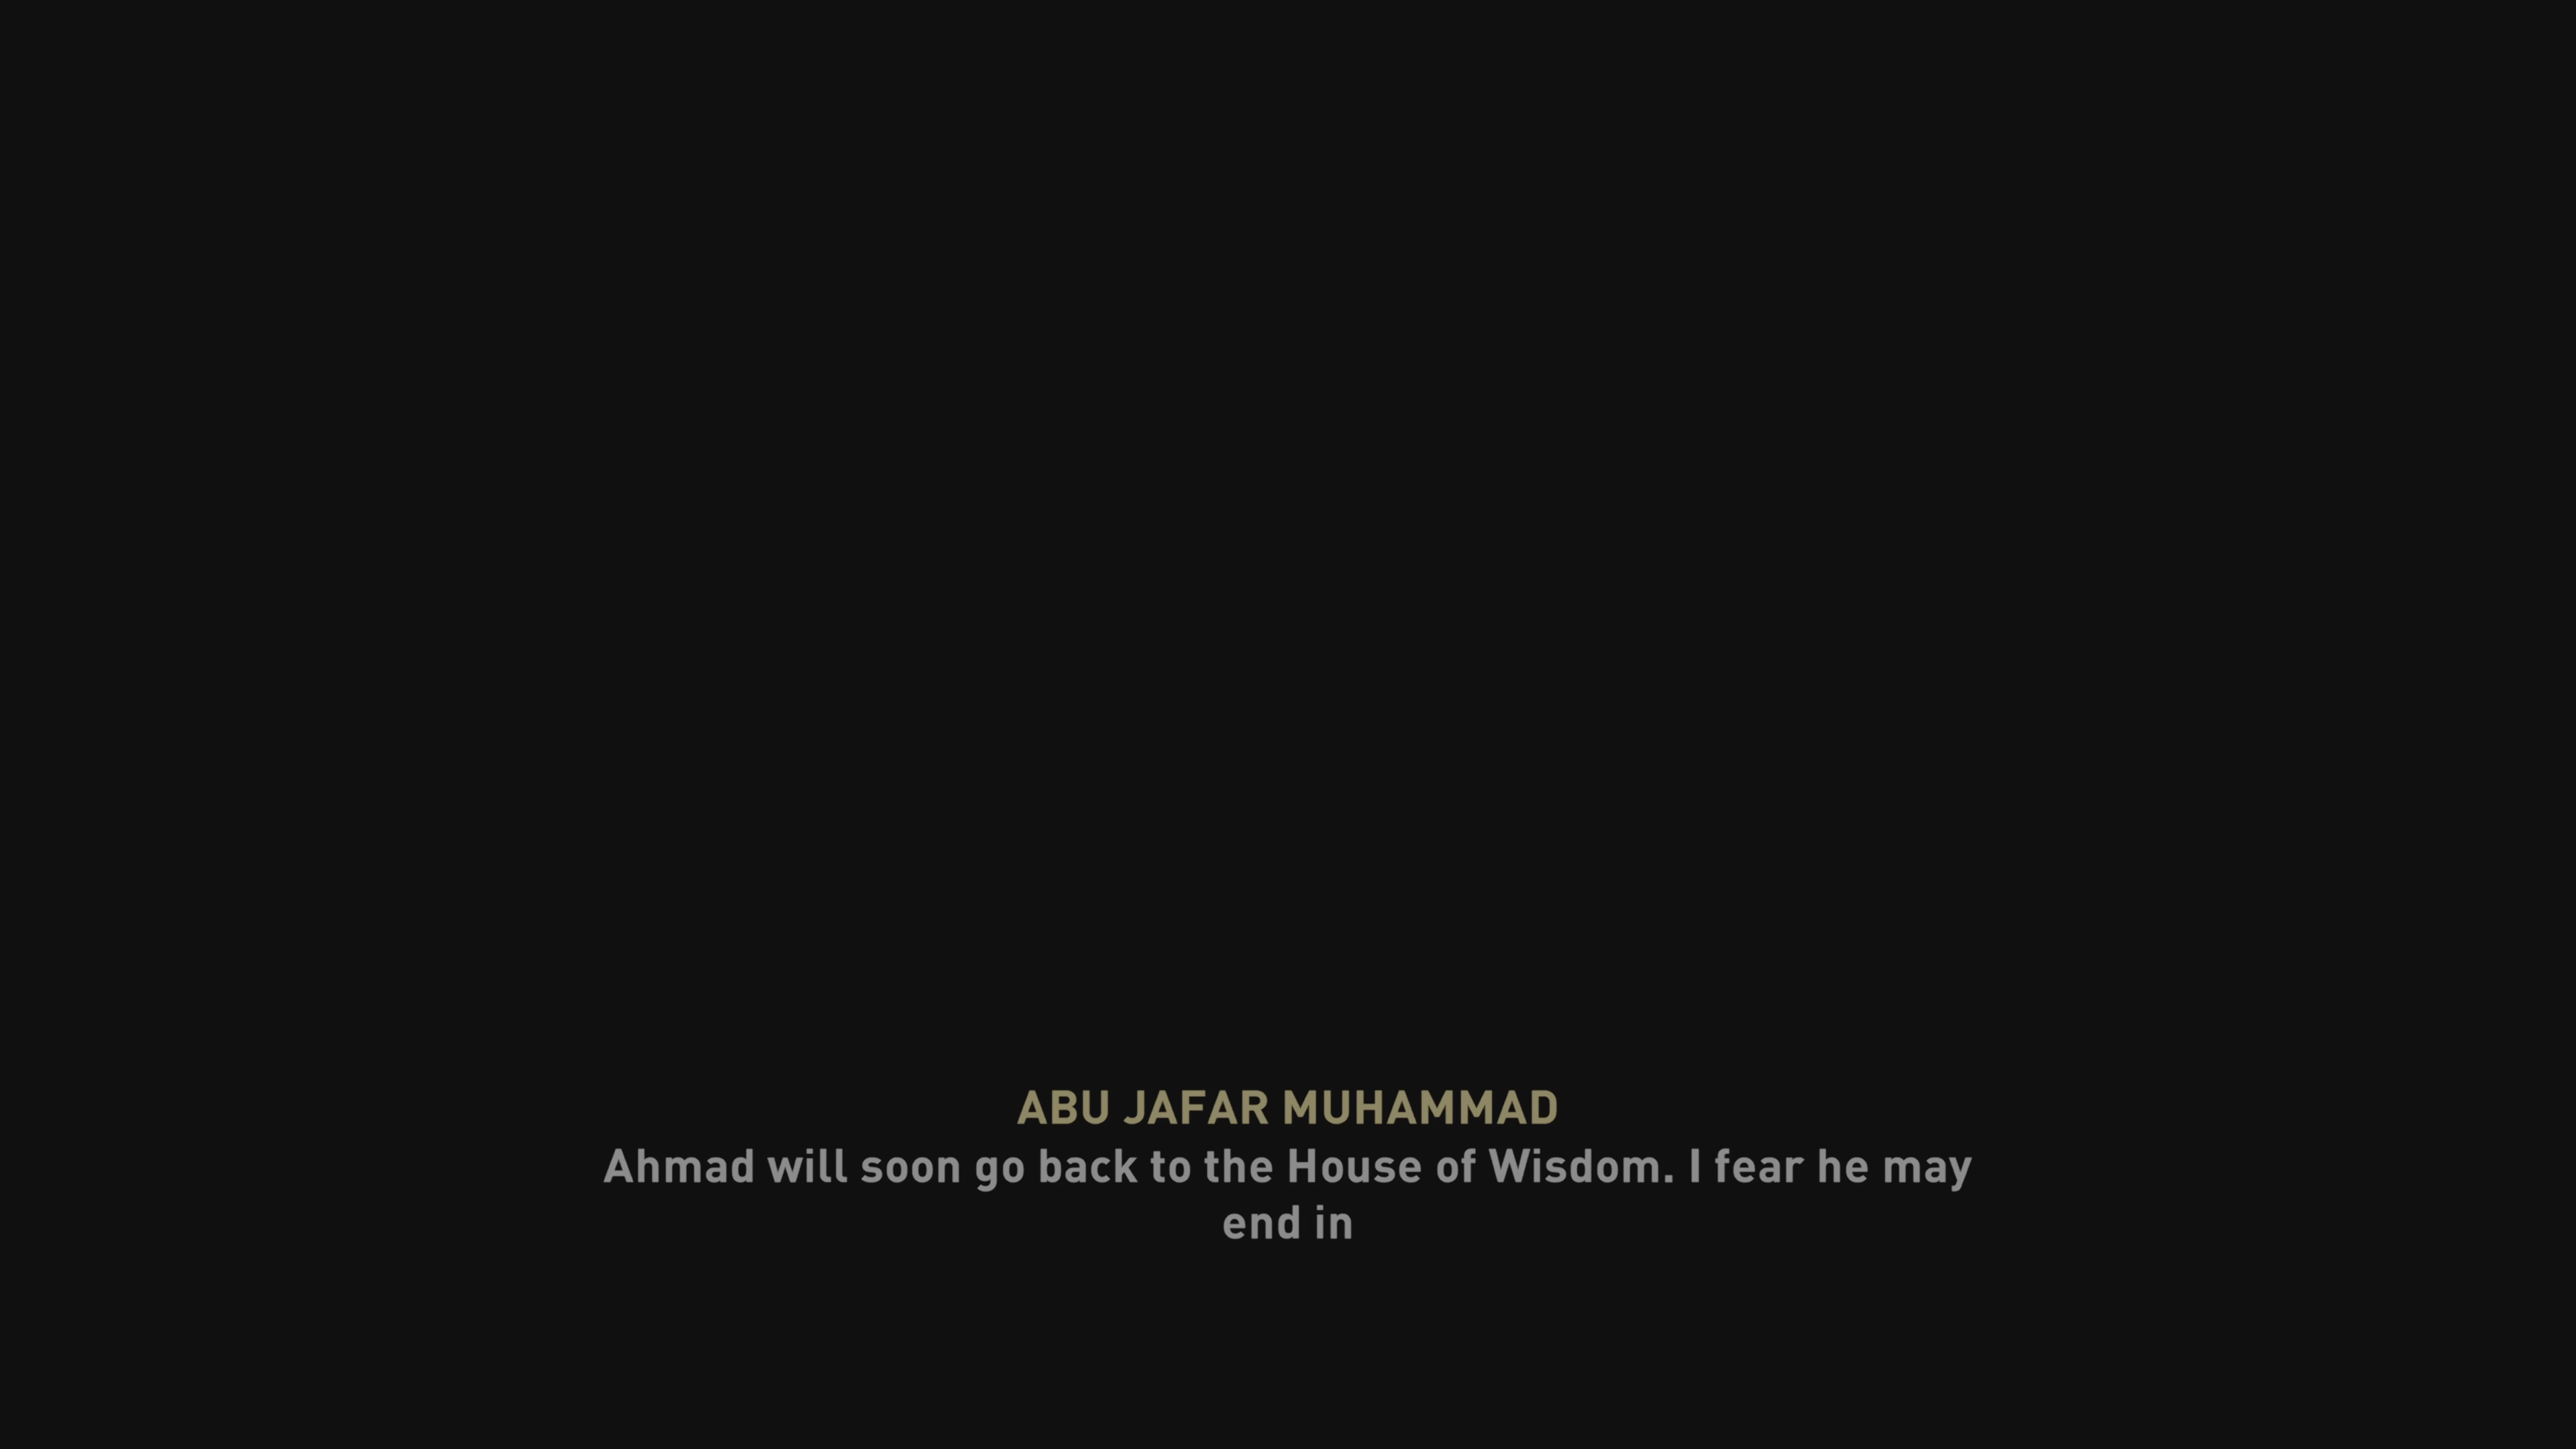 ABU JAFAR MUHAMMAD
Ahmad will soon go back to the House of Wisdom. I fear he may
end in